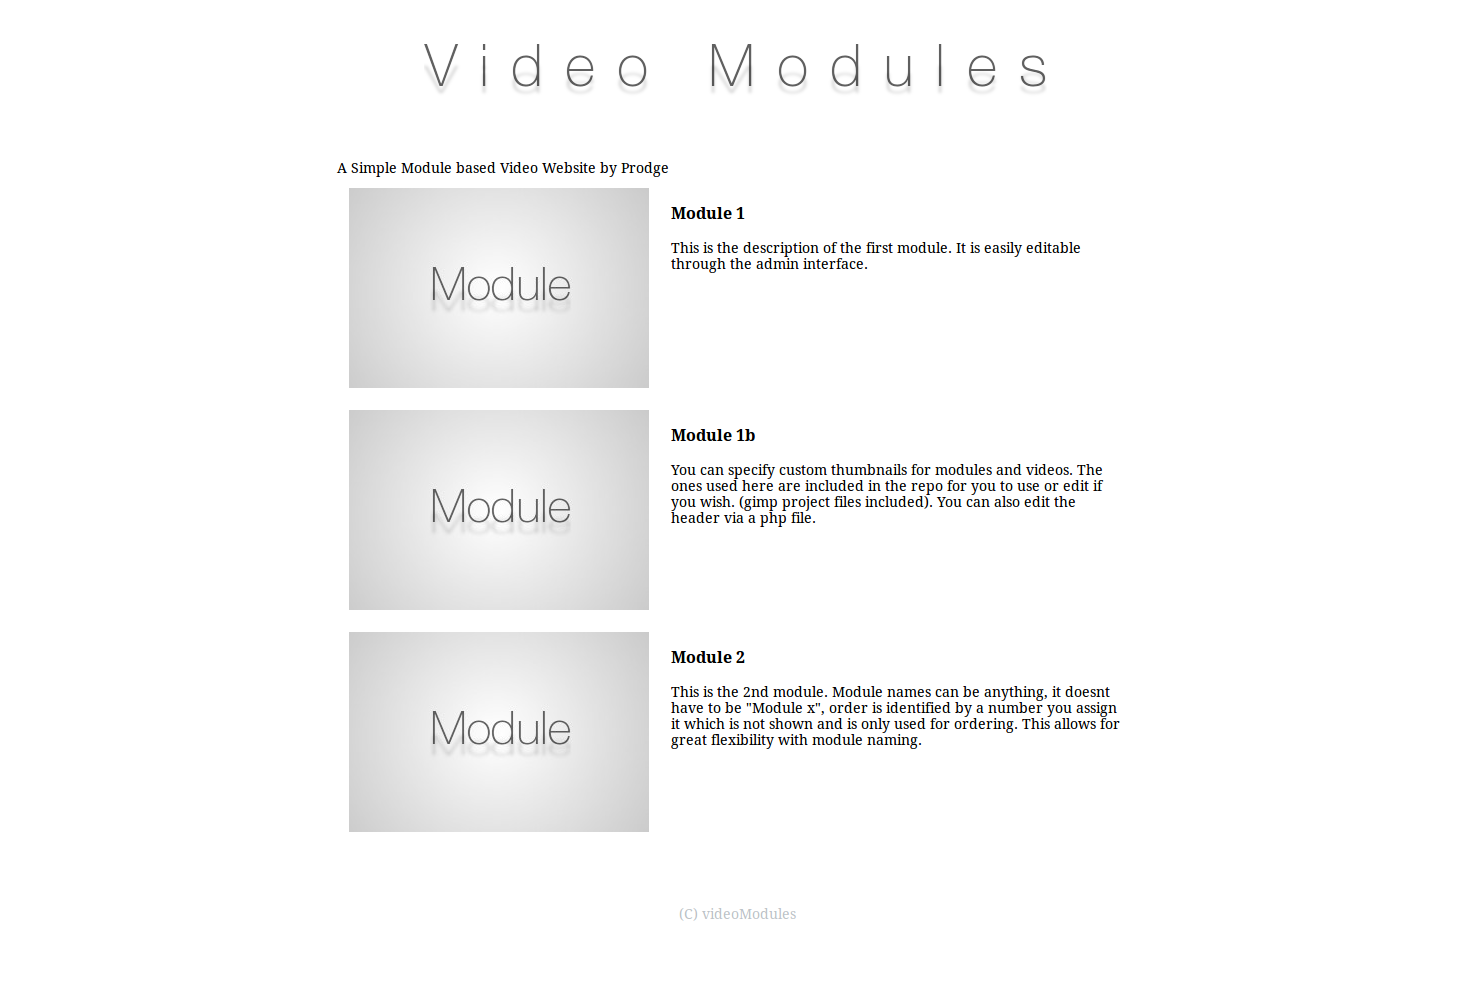 Video Modules
A Simple Module based Video Website by Prodge
Module
Module 1
This is the description of the first module. It is easily editable
through the admin interface.
Module
Module 1b
You can specify custom thumbnails for modules and videos. The
ones used here are included in the repo for you to use or edit if
you wish. (gimp project files included). You can also edit the
header via a php file.
Module
Module 2
This is the 2nd module. Module names can be anything, it doesnt
have to be "Module x", order is identified by a number you assign
it which is not shown and is only used for ordering. This allows for
great flexibility with module naming.
(C) videoModules